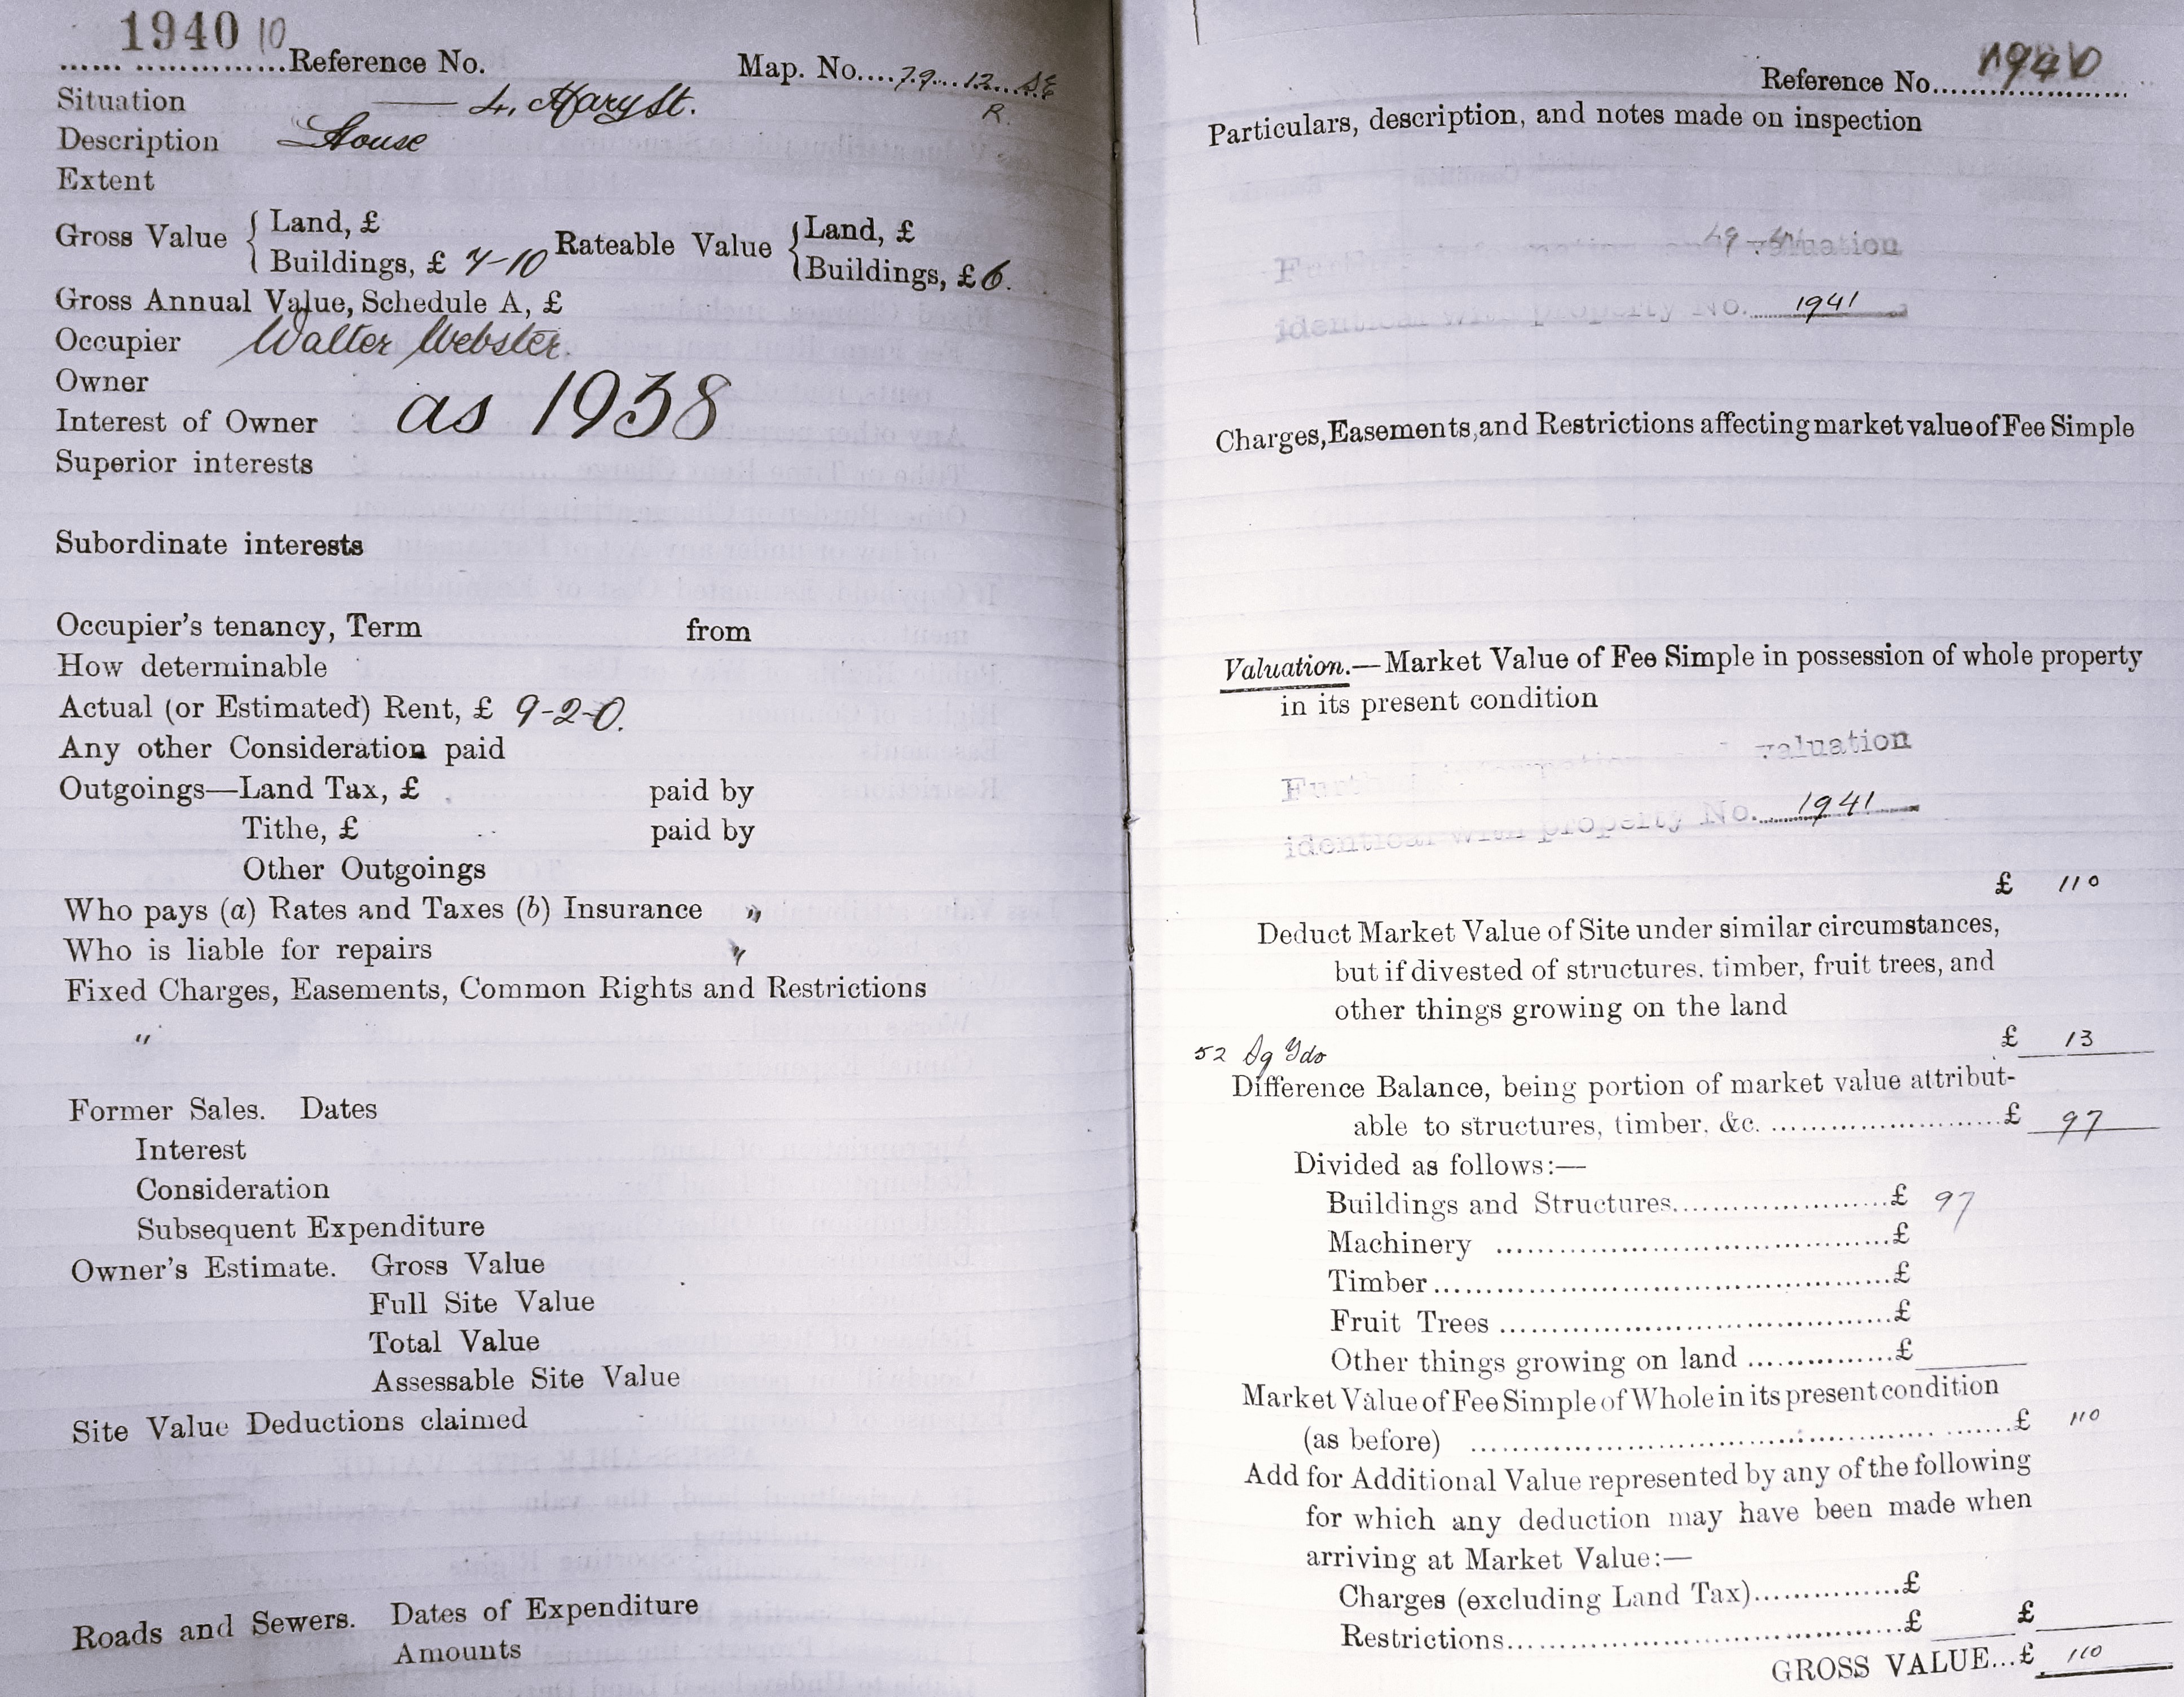 1940 10
...... ..............Reference No. Map. No....79...12...SE
R.
Situation — 4, Mary St.
Description House
Extent
Gross Value { Land, £
Buildings, £ 7-10 Rateable Value { Land, £
Buildings, £ 6.
Gross Annual Value, Schedule A, £
Occupier Walter Webster.
Owner
Interest of Owner as 1938
Superior interests
Subordinate interests
Occupier's tenancy, Term from
How determinable
Actual (or Estimated) Rent, £ 9-2-0.
Any other Consideration paid
Outgoings—Land Tax, £ paid by
Tithe, £ paid by
Other Outgoings
Who pays (a) Rates and Taxes (b) Insurance "
Who is liable for repairs "
Fixed Charges, Easements, Common Rights and Restrictions
"
Former Sales. Dates
Interest
Consideration
Subsequent Expenditure
Owner's Estimate. Gross Value
Full Site Value
Total Value
Assessable Site Value
Site Value Deductions claimed
Roads and Sewers. Dates of Expenditure
Amounts
Reference No. 1940
Particulars, description, and notes made on inspection
Further information and valuation
identical with property No. 1941
Charges, Easements, and Restrictions affecting market value of Fee Simple
Valuation.—Market Value of Fee Simple in possession of whole property
in its present condition
Further information and valuation
identical with property No. 1941
£ 110
Deduct Market Value of Site under similar circumstances,
but if divested of structures. timber, fruit trees, and
other things growing on the land
52 Sq Yds £ 13
Difference Balance, being portion of market value attribut-
able to structures, timber, &c. ........................£ 97
Divided as follows:—
Buildings and Structures......................£ 97
Machinery ........................................£
Timber..............................................£
Fruit Trees .......................................£
Other things growing on land ...............£
Market Value of Fee Simple of Whole in its present condition
(as before) ..............................................£ 110
Add for Additional Value represented by any of the following
for which any deduction may have been made when
arriving at Market Value:—
Charges (excluding Land Tax)...............£
Restrictions........................................£ £
GROSS VALUE...£ 110